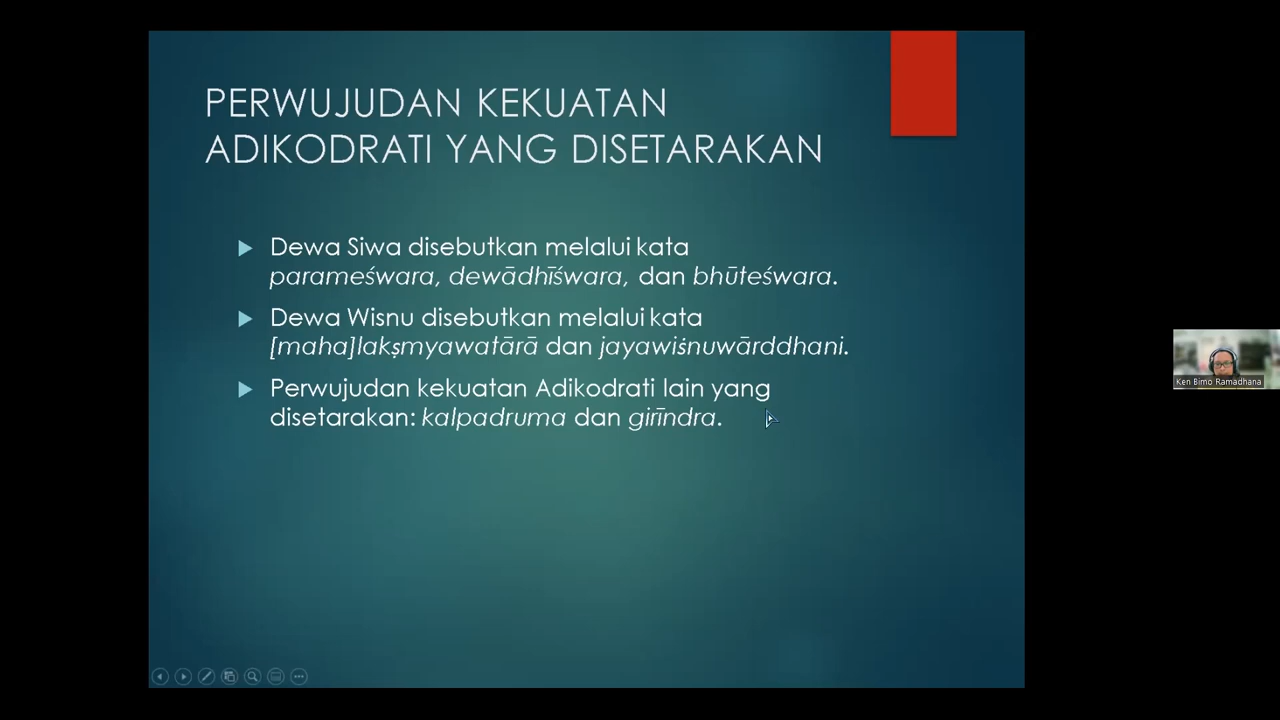 PERWUJUDAN KEKUATAN
ADIKODRATI YANG DISETARAKAN
Dewa Siwa disebutkan melalui kata
parameśwara, dewādhīśwara, dan bhūteśwara.
Dewa Wisnu disebutkan melalui kata
[maha]lakṣmyawatārā dan jayawiṡnuwārddhani.
Perwujudan kekuatan Adikodrati lain yang
disetarakan: kalpadruma dan girīndra.
Ken Bimo Ramadhana